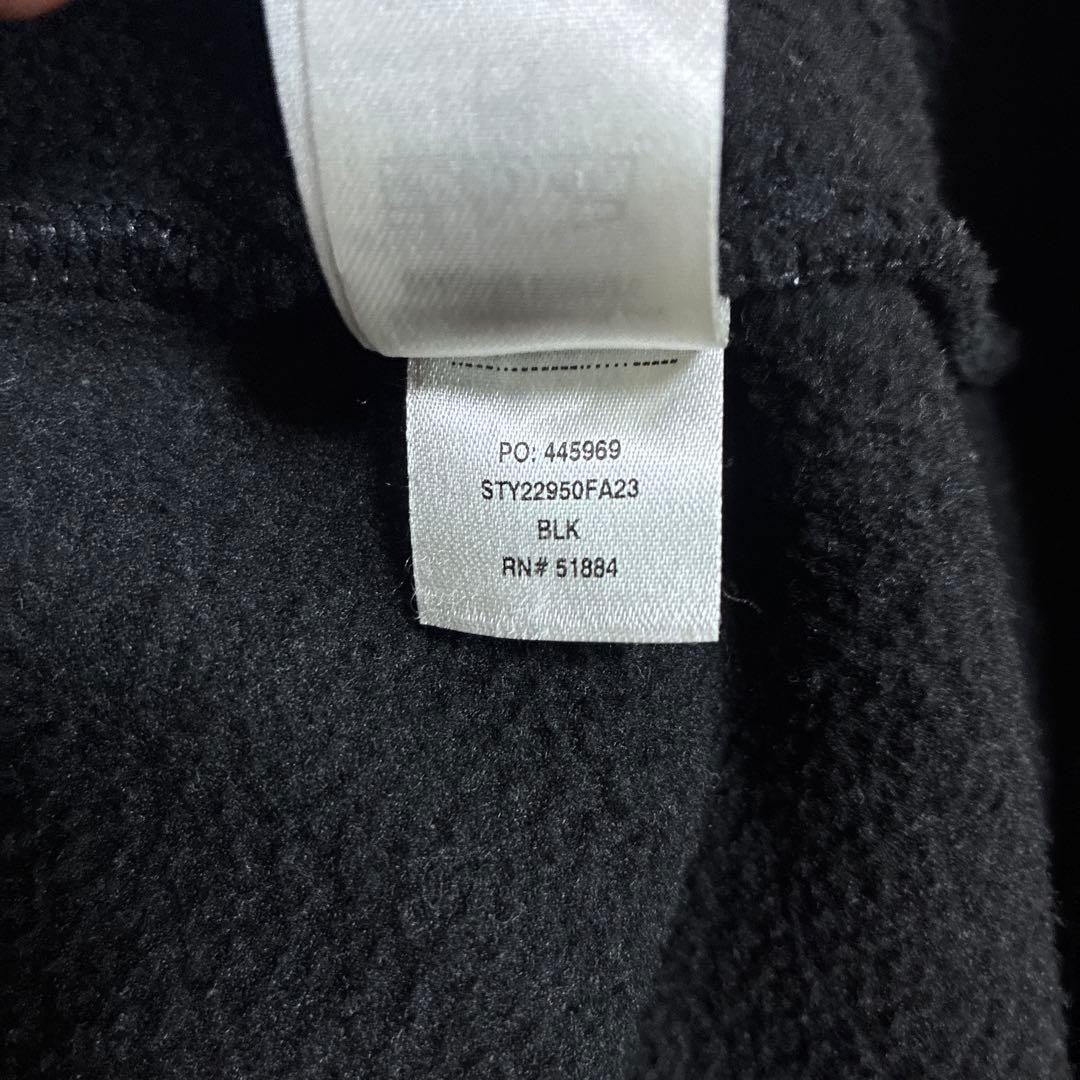 PO: 445969
STY22950FA23
BLK
RN# 51884